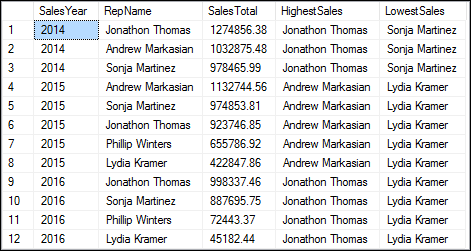 SalesYear RepName SalesTotal HighestSales LowestSales
1 2014 Jonathon Thomas 1274856.38 Jonathon Thomas Sonja Martinez
2 2014 Andrew Markasian 1032875.48 Jonathon Thomas Sonja Martinez
3 2014 Sonja Martinez 978465.99 Jonathon Thomas Sonja Martinez
4 2015 Andrew Markasian 1132744.56 Andrew Markasian Lydia Kramer
5 2015 Sonja Martinez 974853.81 Andrew Markasian Lydia Kramer
6 2015 Jonathon Thomas 923746.85 Andrew Markasian Lydia Kramer
7 2015 Phillip Winters 655786.92 Andrew Markasian Lydia Kramer
8 2015 Lydia Kramer 422847.86 Andrew Markasian Lydia Kramer
9 2016 Jonathon Thomas 998337.46 Jonathon Thomas Lydia Kramer
10 2016 Sonja Martinez 887695.75 Jonathon Thomas Lydia Kramer
11 2016 Phillip Winters 72443.37 Jonathon Thomas Lydia Kramer
12 2016 Lydia Kramer 45182.44 Jonathon Thomas Lydia Kramer